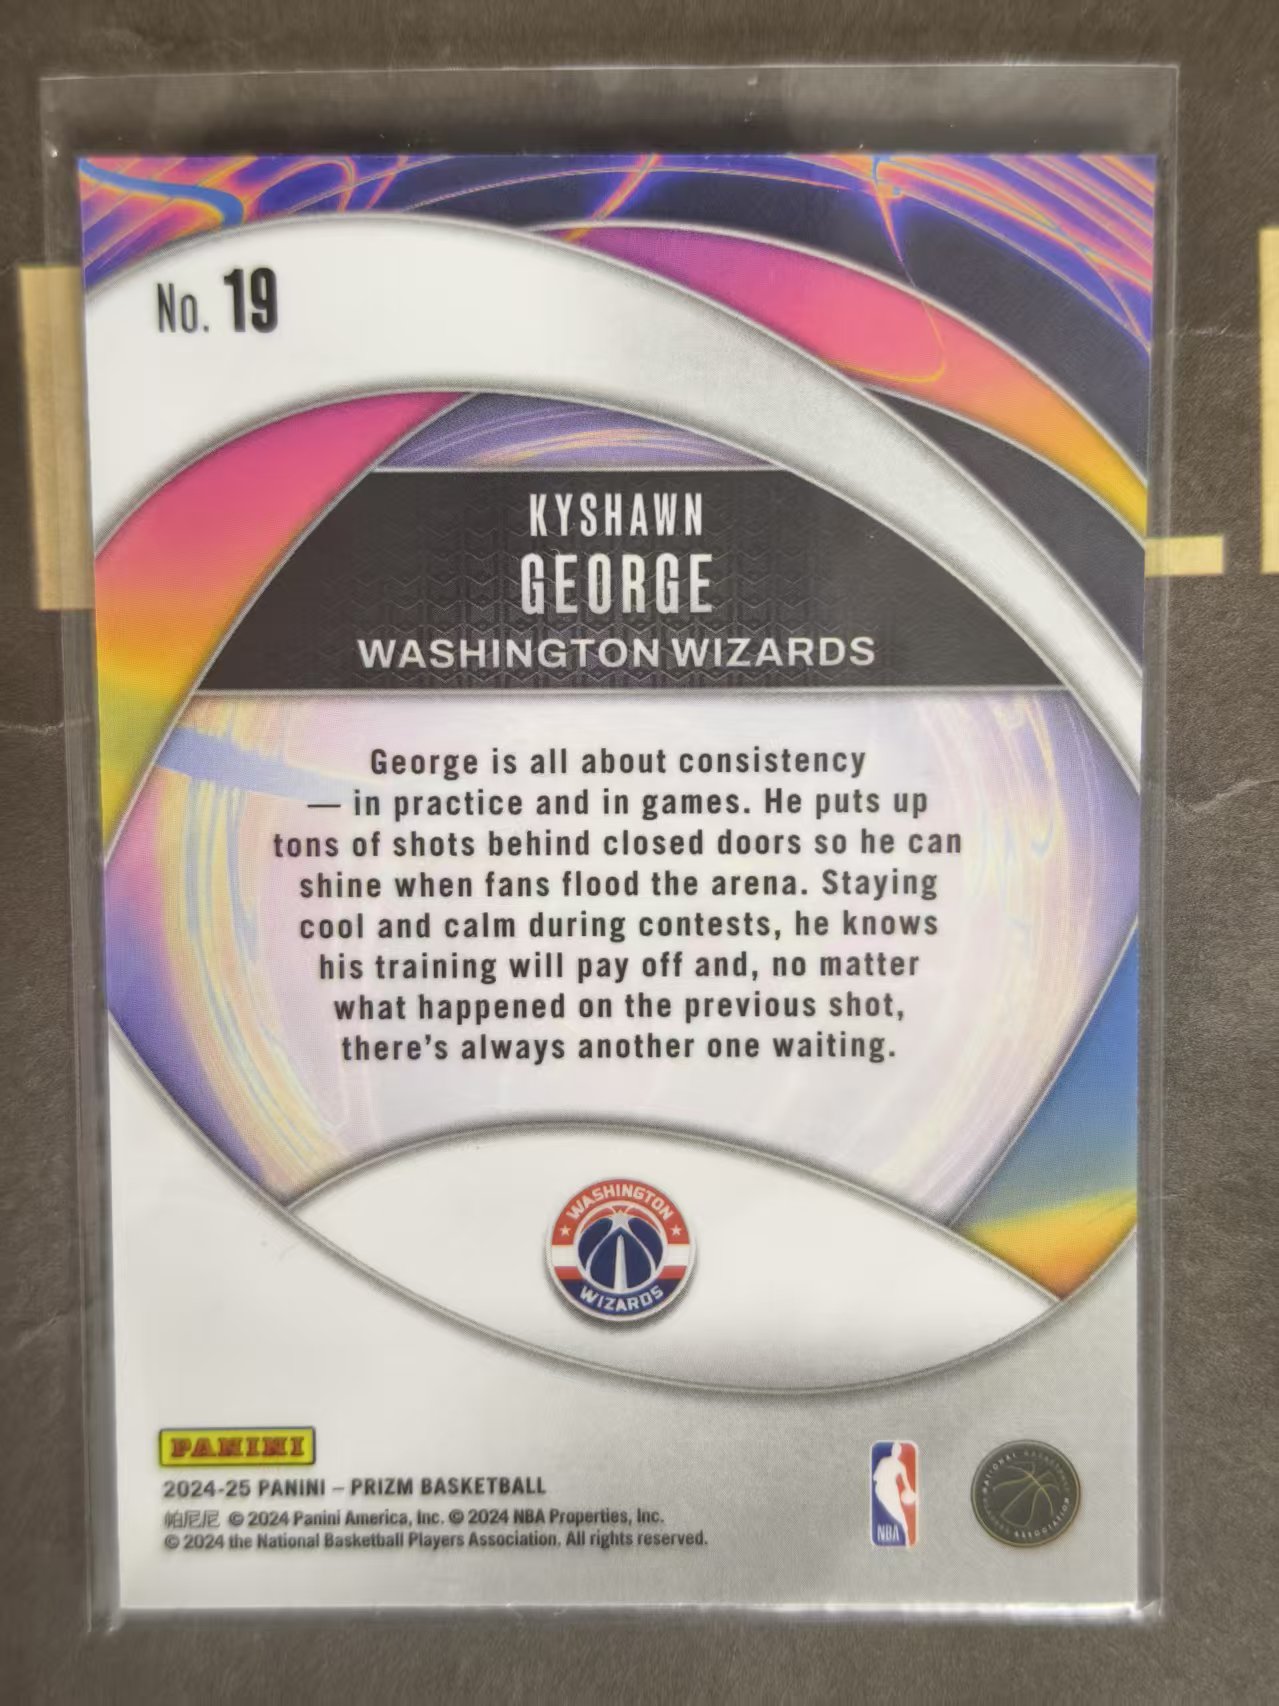 No. 19
KYSHAWN
GEORGE
WASHINGTON WIZARDS
George is all about consistency
— in practice and in games. He puts up
tons of shots behind closed doors so he can
shine when fans flood the arena. Staying
cool and calm during contests, he knows
his training will pay off and, no matter
what happened on the previous shot,
there's always another one waiting.
WASHINGTON
WIZARDS
PANINI
2024-25 PANINI – PRIZM BASKETBALL
帕尼尼 © 2024 Panini America, Inc. © 2024 NBA Properties, Inc.
© 2024 the National Basketball Players Association. All rights reserved.
NBA
NATIONAL BASKETBALL
PLAYERS ASSOCIATION